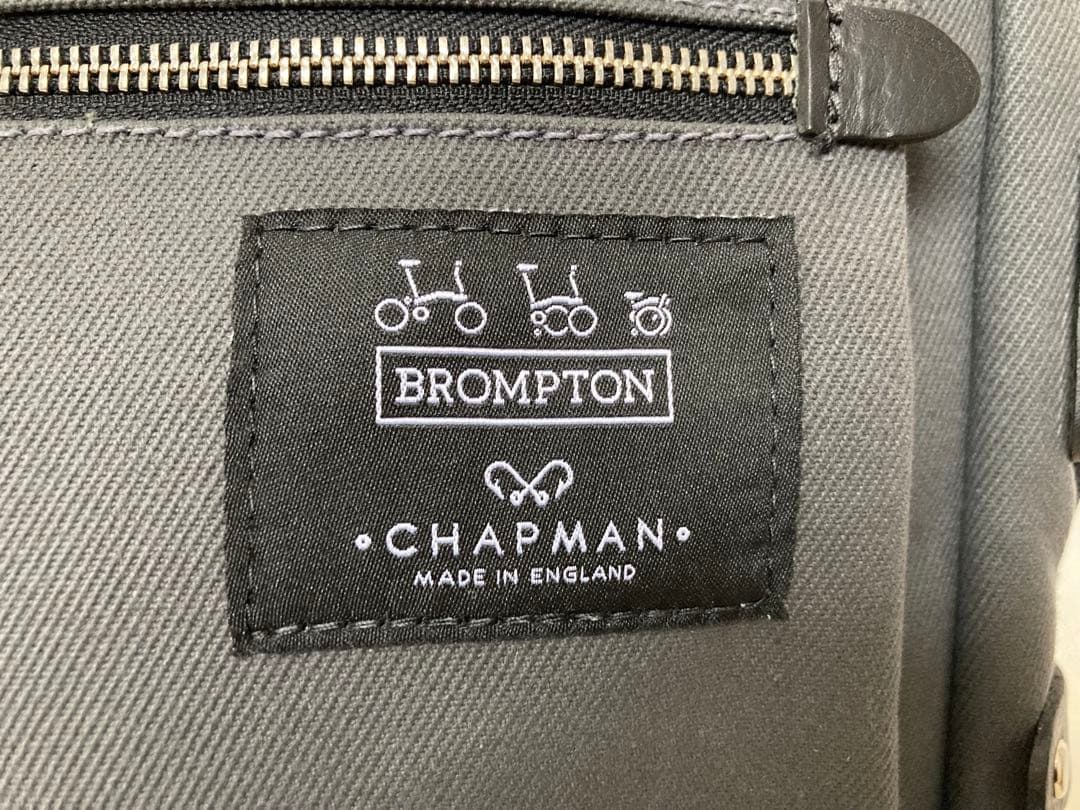 BROMPTON
• CHAPMAN •
MADE IN ENGLAND